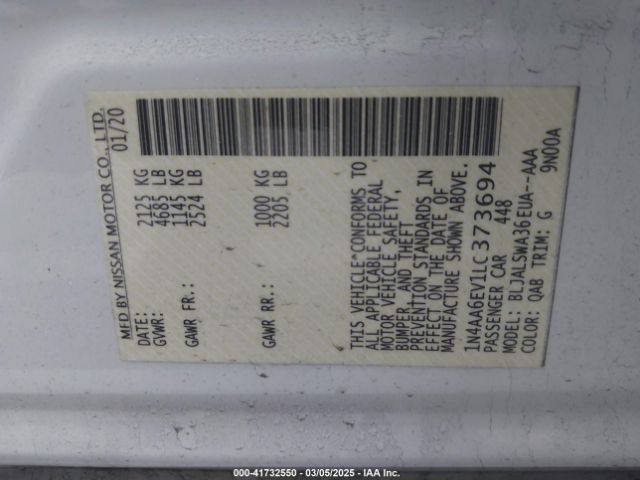 MFD BY NISSAN MOTOR CO., LTD.
DATE: 01/20
GVWR: 2125 KG
4685 LB
GAWR FR.: 1145 KG
2524 LB
GAWR RR.: 1000 KG
2205 LB
THIS VEHICLE CONFORMS TO
ALL APPLICABLE FEDERAL
MOTOR VEHICLE SAFETY,
BUMPER, AND THEFT
PREVENTION STANDARDS IN
EFFECT ON THE DATE OF
MANUFACTURE SHOWN ABOVE.
1N4AA6EV1LC373694
PASSENGER CAR 448
MODEL: BLJALSWA36EUA--AAA
COLOR: QAB TRIM: G 9N00A
000-41732550 - 03/05/2025 - IAA Inc.